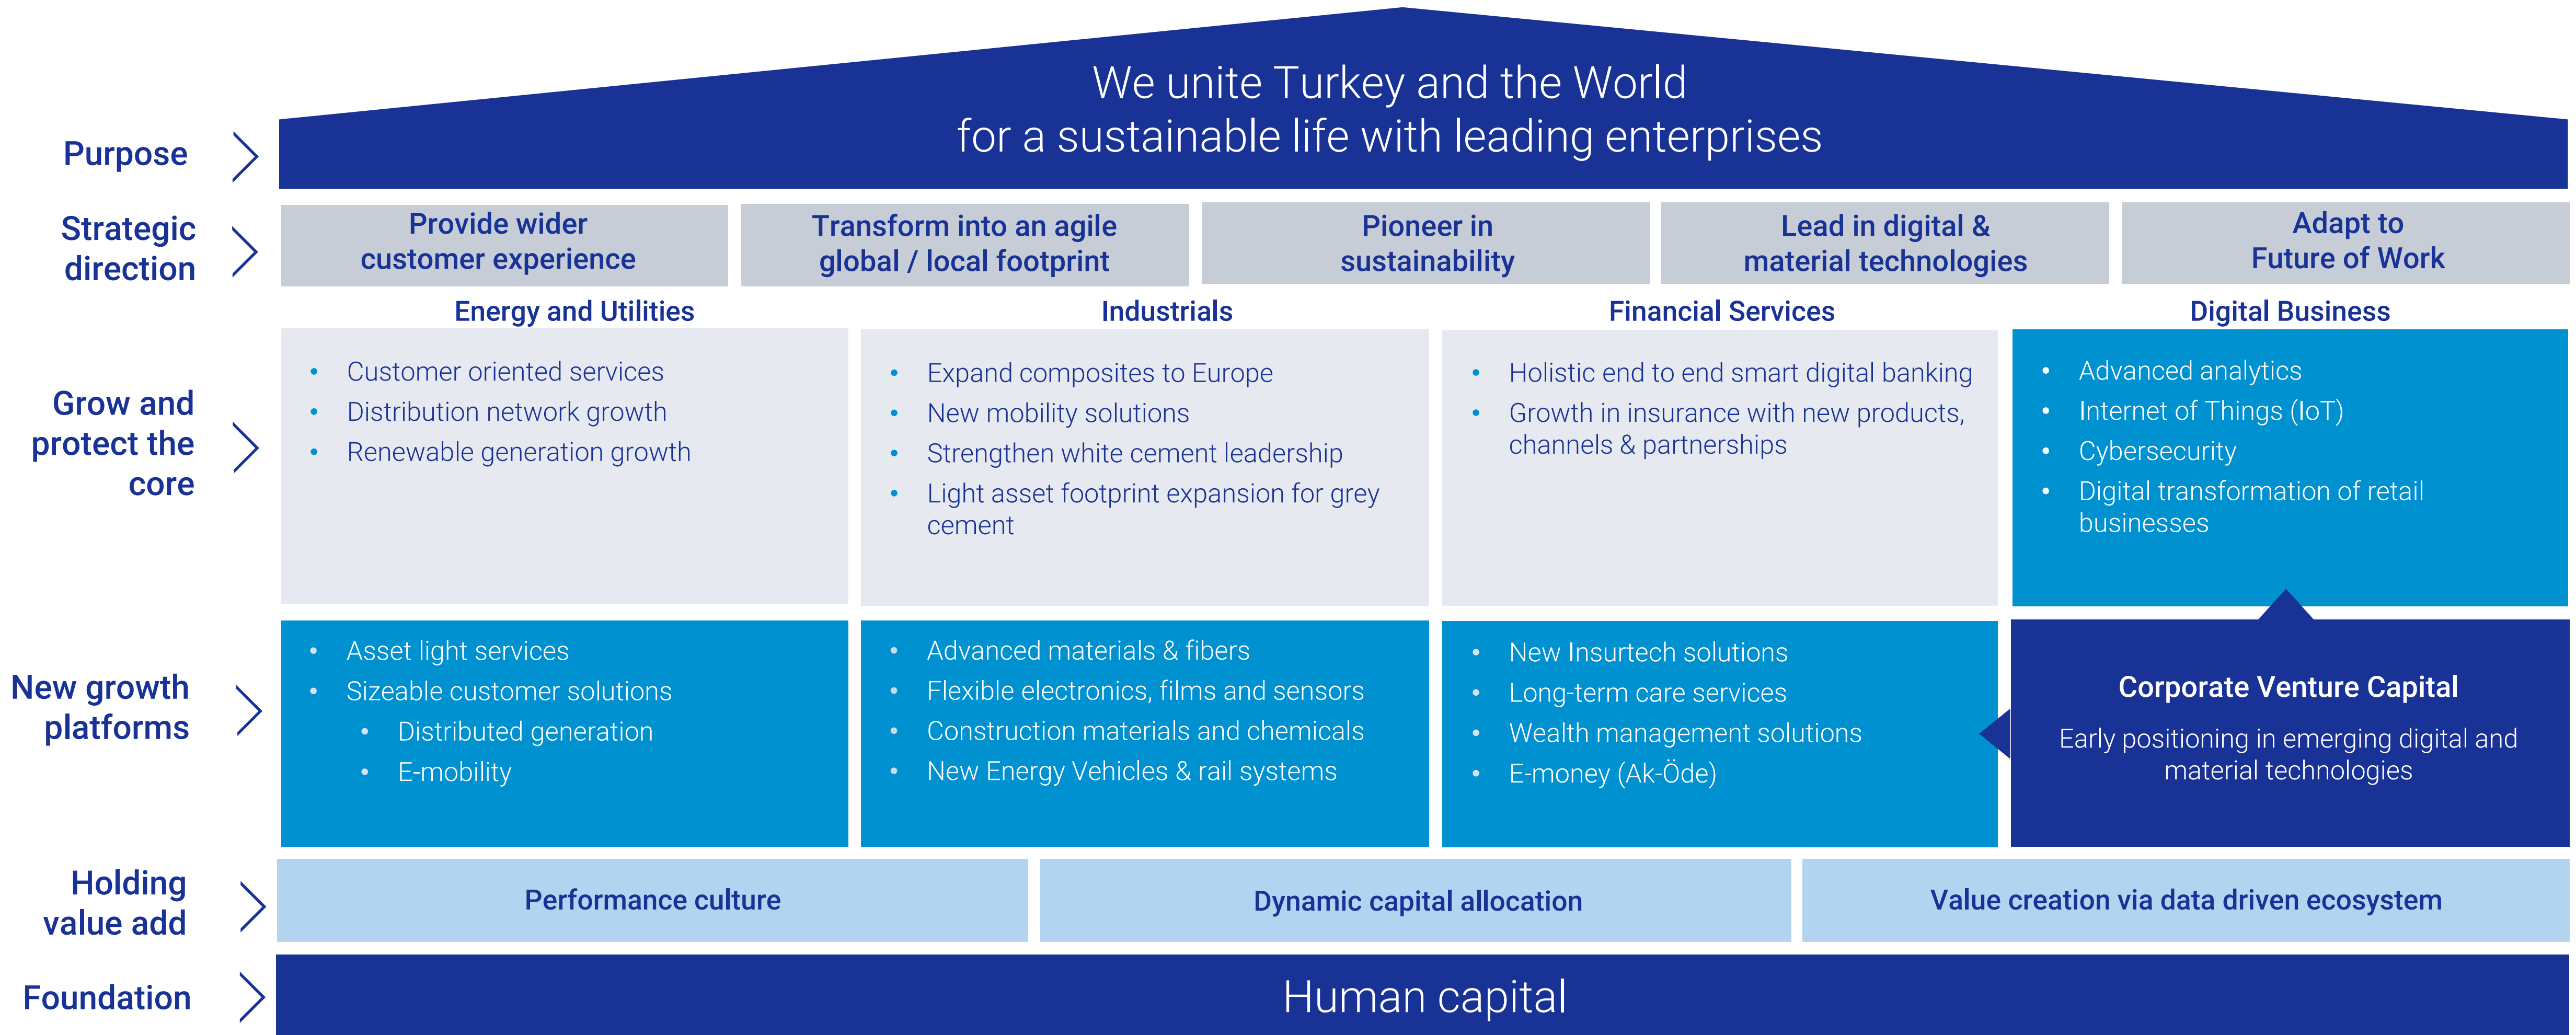 We unite Turkey and the World
for a sustainable life with leading enterprises
Purpose
Strategic
direction
Provide wider
customer experience
Transform into an agile
global / local footprint
Pioneer in
sustainability
Lead in digital &
material technologies
Adapt to
Future of Work
Energy and Utilities
Industrials
Financial Services
Digital Business
Grow and
protect the
core
• Customer oriented services
• Distribution network growth
• Renewable generation growth
• Expand composites to Europe
• New mobility solutions
• Strengthen white cement leadership
• Light asset footprint expansion for grey
cement
• Holistic end to end smart digital banking
• Growth in insurance with new products,
channels & partnerships
• Advanced analytics
• Internet of Things (IoT)
• Cybersecurity
• Digital transformation of retail
businesses
New growth
platforms
• Asset light services
• Sizeable customer solutions
• Distributed generation
• E-mobility
• Advanced materials & fibers
• Flexible electronics, films and sensors
• Construction materials and chemicals
• New Energy Vehicles & rail systems
• New Insurtech solutions
• Long-term care services
• Wealth management solutions
• E-money (Ak-Öde)
Corporate Venture Capital
Early positioning in emerging digital and
material technologies
Holding
value add
Performance culture
Dynamic capital allocation
Value creation via data driven ecosystem
Foundation
Human capital